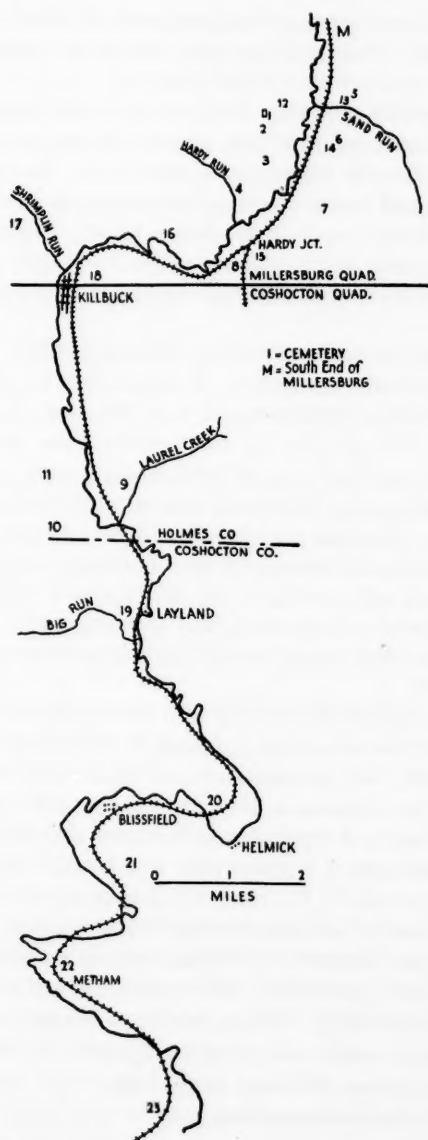 M
12
1
2
13 5
SAND RUN
14 6
HARDY RUN
3
4
7
SHRIMPLIN RUN
17
16
HARDY JCT.
15
8
18
MILLERSBURG QUAD.
KILLBUCK
COSHOCTON QUAD.
1 = CEMETERY
M = South End of
MILLERSBURG
LAUREL CREEK
11
9
10
HOLMES CO
COSHOCTON CO.
BIG RUN
19
LAYLAND
20
BLISSFIELD
HELMICK
21
0 1 2
MILES
22
METHAM
23